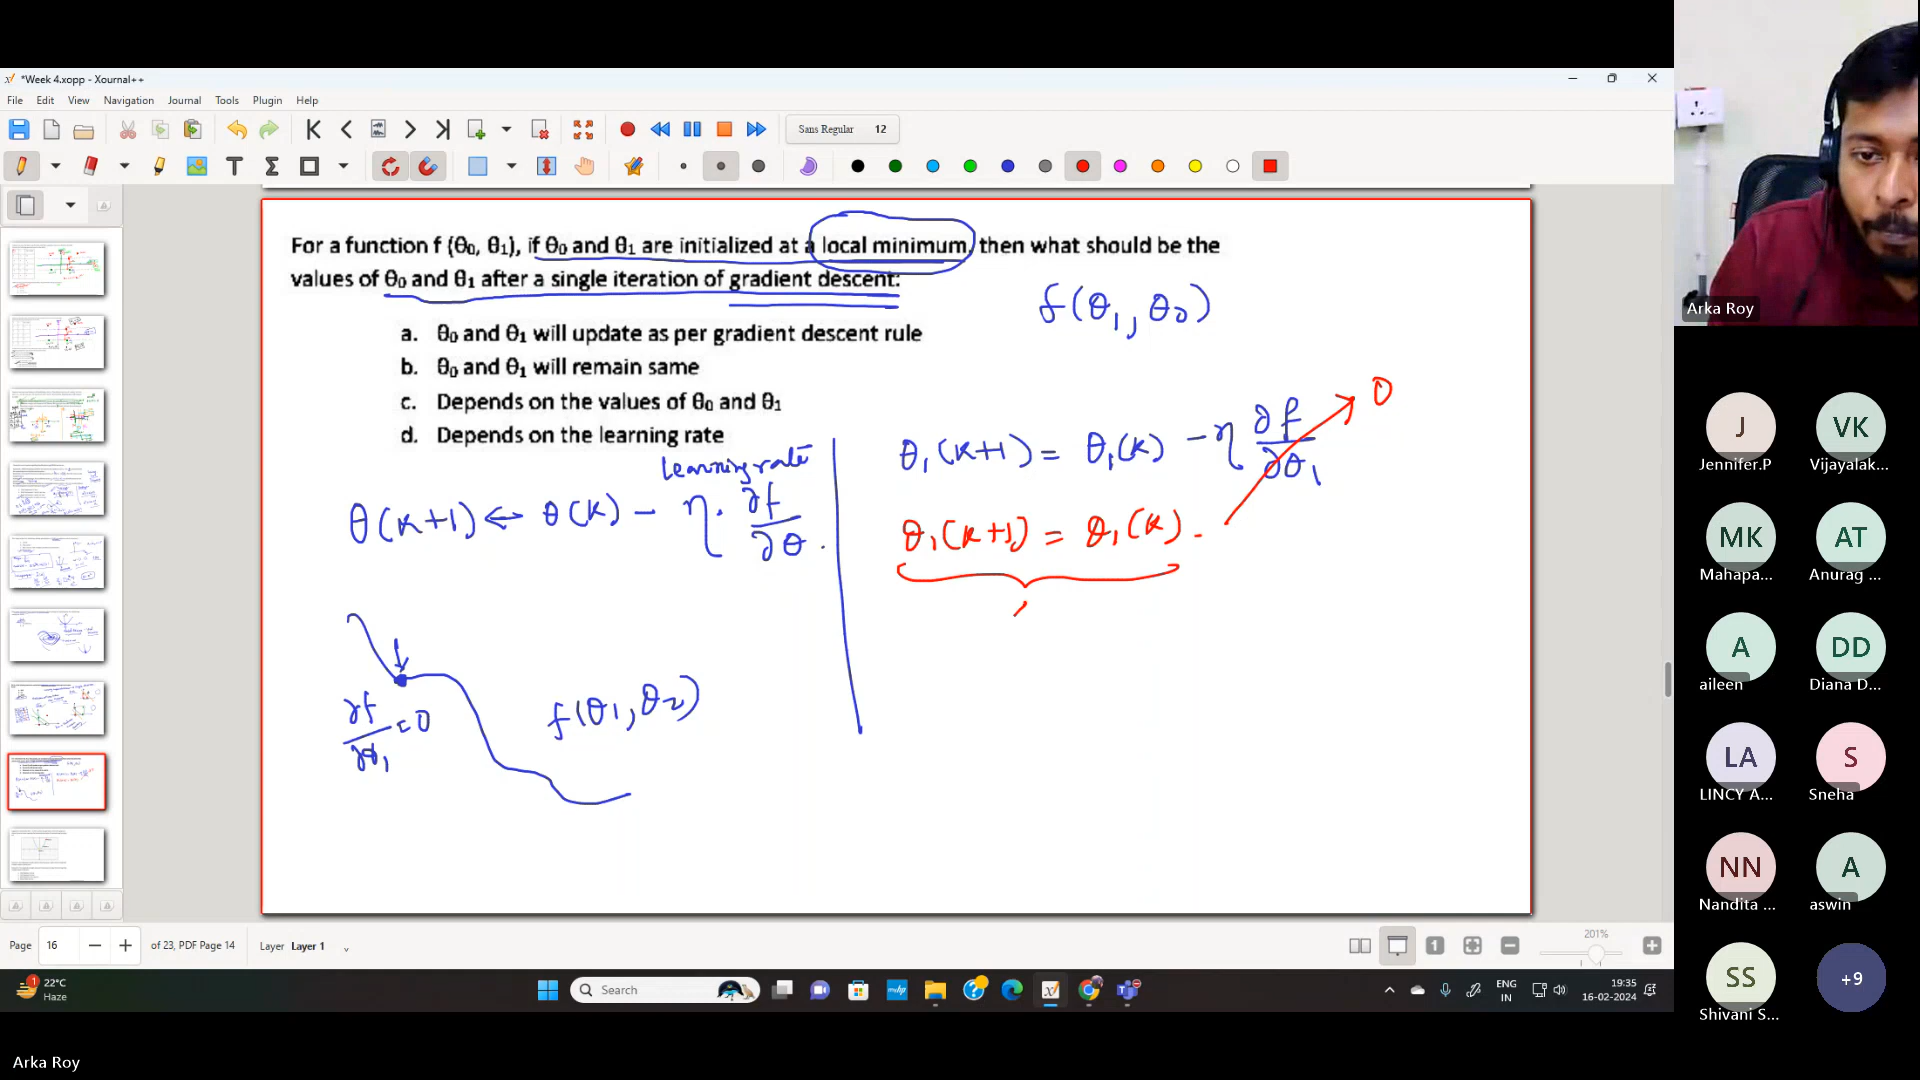 *Week 4.xopp - Xournal++
File Edit View Navigation Journal Tools Plugin Help
Sans Regular 12
For a function f (θ₀, θ₁), if θ₀ and θ₁ are initialized at a local minimum, then what should be the
values of θ₀ and θ₁ after a single iteration of gradient descent:
f(θ₁, θ₂)
a. θ₀ and θ₁ will update as per gradient descent rule
b. θ₀ and θ₁ will remain same
c. Depends on the values of θ₀ and θ₁
d. Depends on the learning rate
learning rate
θ(k+1) ← θ(k) - η. ∂f/∂θ.
θ₁(k+1) = θ₁(k) - η ∂f/∂θ₁ 0
θ₁(k+1) = θ₁(k) -
∂f/∂θ₁ = 0
f(θ₁, θ₂)
Page 16 of 23, PDF Page 14 Layer Layer 1
1
201%
1
22°C
Haze
Search
ENG
IN
19:35
16-02-2024
Arka Roy
J
Jennifer.P
VK
Vijayalak...
MK
Mahapa...
AT
Anurag ...
A
aileen
DD
Diana D...
LA
LINCY A...
S
Sneha
NN
Nandita ...
A
aswin
SS
Shivani S...
+9
Arka Roy